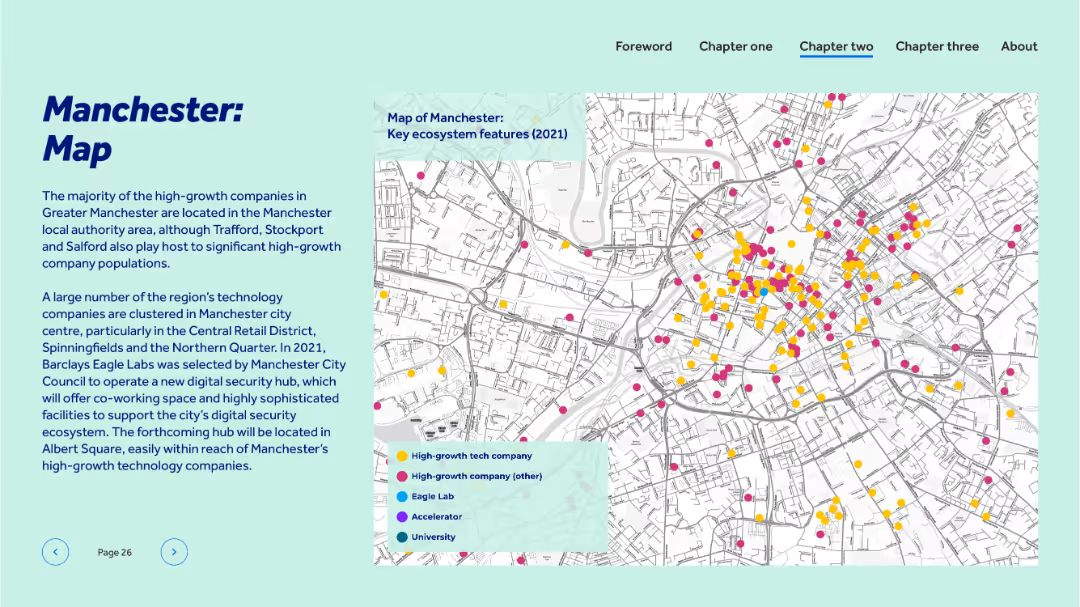 Foreword Chapter one Chapter two Chapter three About
Manchester:
Map
The majority of the high-growth companies in
Greater Manchester are located in the Manchester
local authority area, although Trafford, Stockport
and Salford also play host to significant high-growth
company populations.
A large number of the region's technology
companies are clustered in Manchester city
centre, particularly in the Central Retail District,
Spinningfields and the Northern Quarter. In 2021,
Barclays Eagle Labs was selected by Manchester City
Council to operate a new digital security hub, which
will offer co-working space and highly sophisticated
facilities to support the city's digital security
ecosystem. The forthcoming hub will be located in
Albert Square, easily within reach of Manchester's
high-growth technology companies.
Page 26
Map of Manchester:
Key ecosystem features (2021)
High-growth tech company
High-growth company (other)
Eagle Lab
Accelerator
University